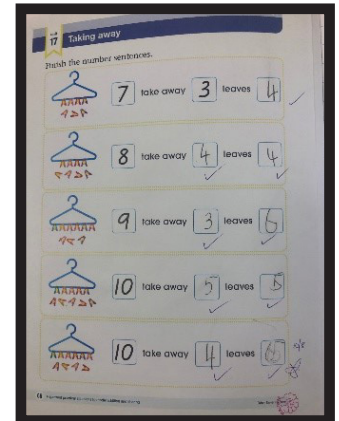 17 Taking away
Finish the number sentences.
7 take away 3 leaves 4
8 take away 4 leaves 4
9 take away 3 leaves 6
10 take away 5 leaves 5
10 take away 4 leaves